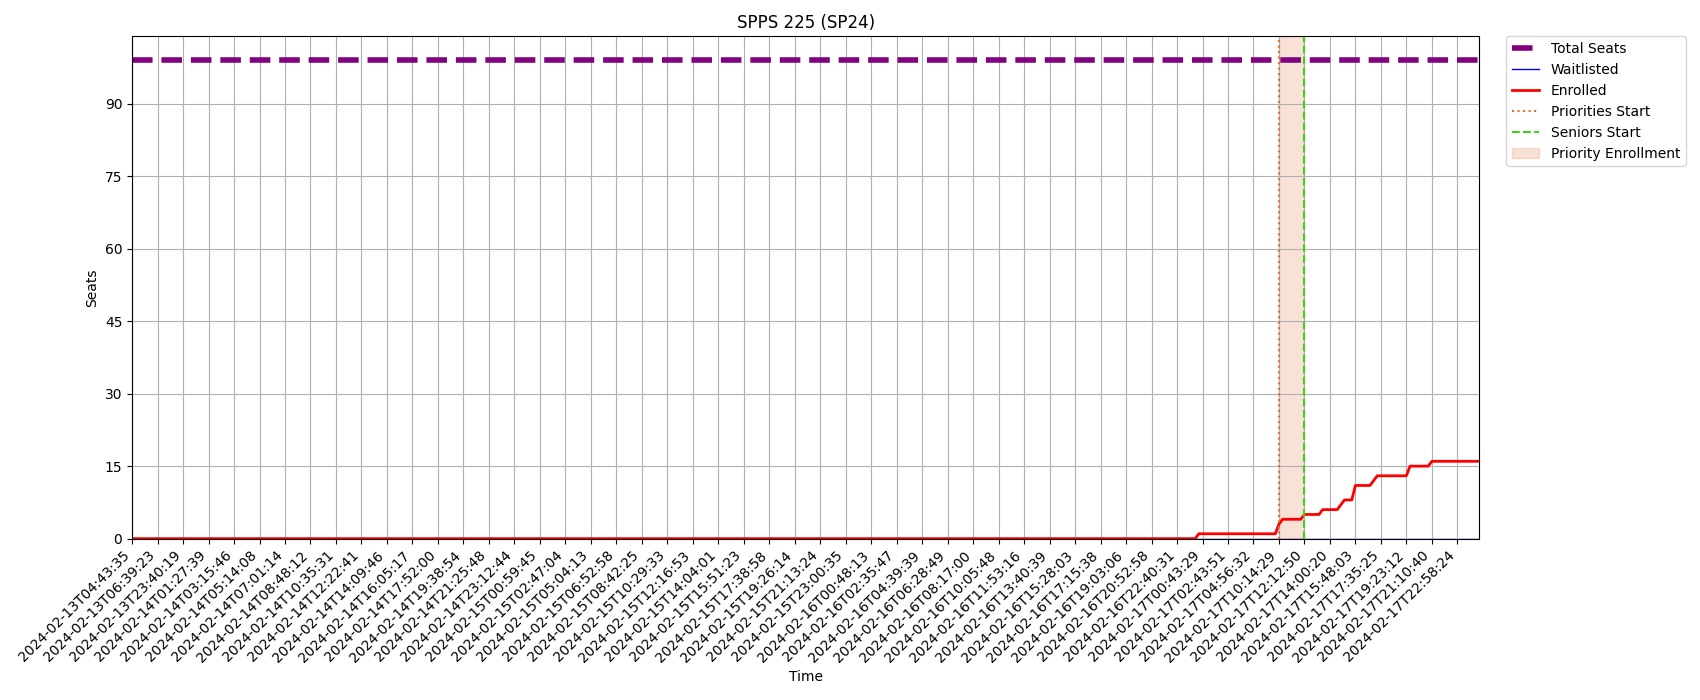 SPPS 225 (SP24)
Total Seats
Waitlisted
Enrolled
Priorities Start
Seniors Start
Priority Enrollment
Seats
90
75
60
45
30
15
0
2024-02-13T04:43:35
2024-02-13T06:39:23
2024-02-13T23:40:19
2024-02-14T01:27:39
2024-02-14T03:15:46
2024-02-14T05:14:08
2024-02-14T07:01:14
2024-02-14T08:48:12
2024-02-14T10:35:31
2024-02-14T12:22:41
2024-02-14T14:09:46
2024-02-14T16:05:17
2024-02-14T17:52:00
2024-02-14T19:38:54
2024-02-14T21:25:48
2024-02-14T23:12:44
2024-02-15T00:59:45
2024-02-15T02:47:04
2024-02-15T05:04:13
2024-02-15T06:52:58
2024-02-15T08:42:25
2024-02-15T10:29:33
2024-02-15T12:16:53
2024-02-15T14:04:01
2024-02-15T15:51:23
2024-02-15T17:38:58
2024-02-15T19:26:14
2024-02-15T21:13:24
2024-02-15T23:00:35
2024-02-16T00:48:13
2024-02-16T02:35:47
2024-02-16T04:39:39
2024-02-16T06:28:49
2024-02-16T08:17:00
2024-02-16T10:05:48
2024-02-16T11:53:16
2024-02-16T13:40:39
2024-02-16T15:28:03
2024-02-16T17:15:38
2024-02-16T19:03:06
2024-02-16T20:52:58
2024-02-16T22:40:31
2024-02-17T00:43:29
2024-02-17T02:43:51
2024-02-17T04:56:32
2024-02-17T10:14:29
2024-02-17T12:12:50
2024-02-17T14:00:20
2024-02-17T15:48:03
2024-02-17T17:35:25
2024-02-17T19:23:12
2024-02-17T21:10:40
2024-02-17T22:58:24
Time